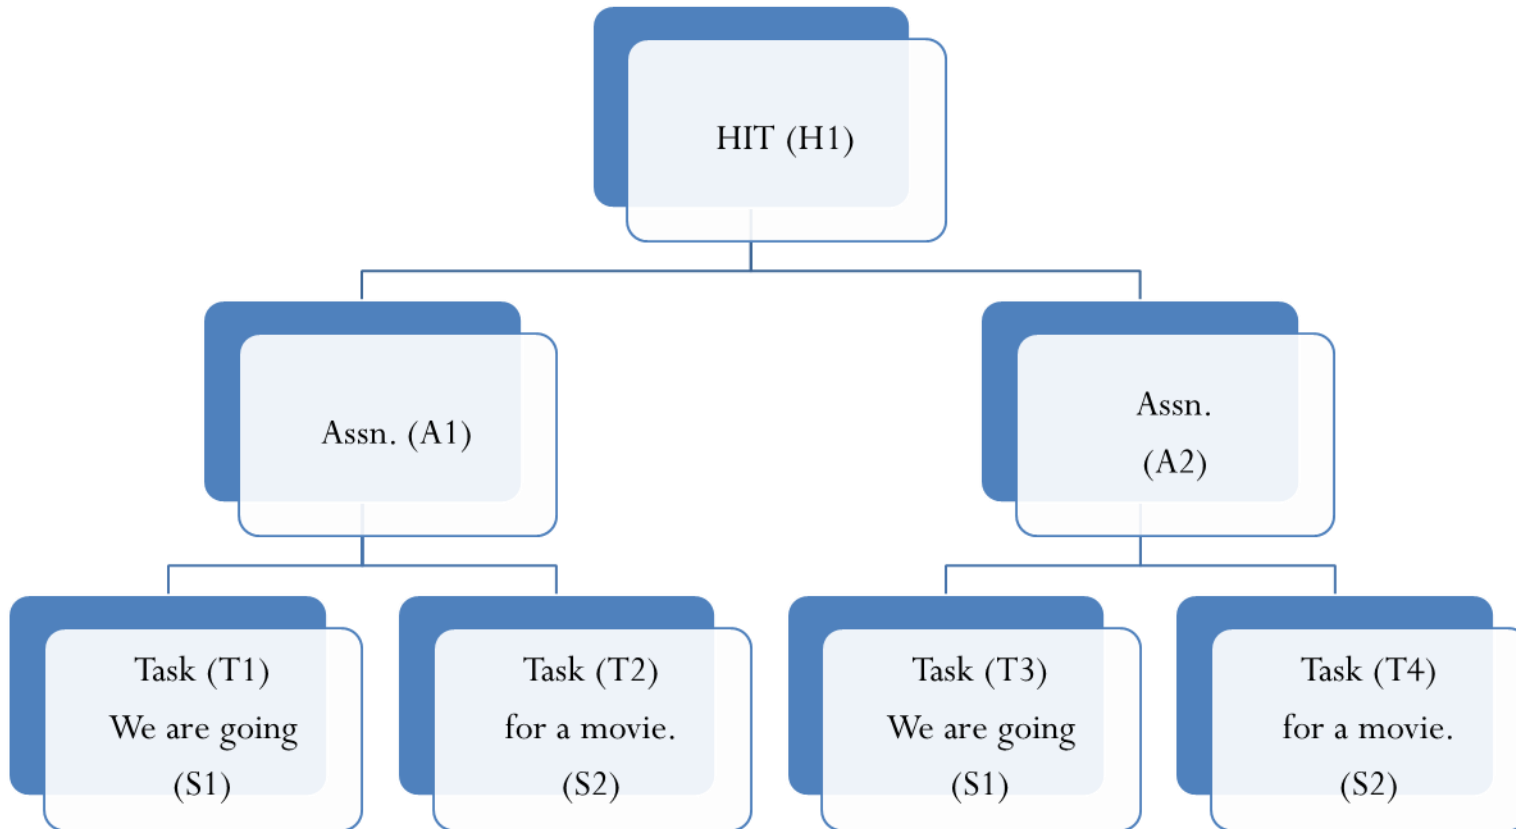 HIT (H1)
Assn. (A1)
Assn.
(A2)
Task (T1)
We are going
(S1)
Task (T2)
for a movie.
(S2)
Task (T3)
We are going
(S1)
Task (T4)
for a movie.
(S2)